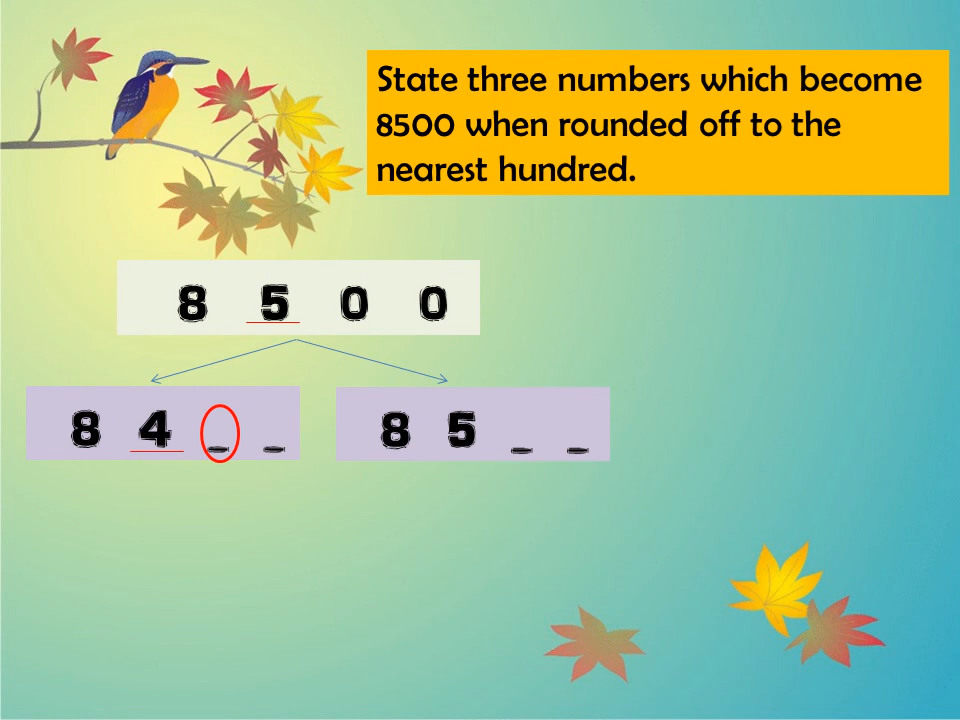 State three numbers which become
8500 when rounded off to the
nearest hundred.
8 5 0 0
8 4 _ _
8 5 _ _